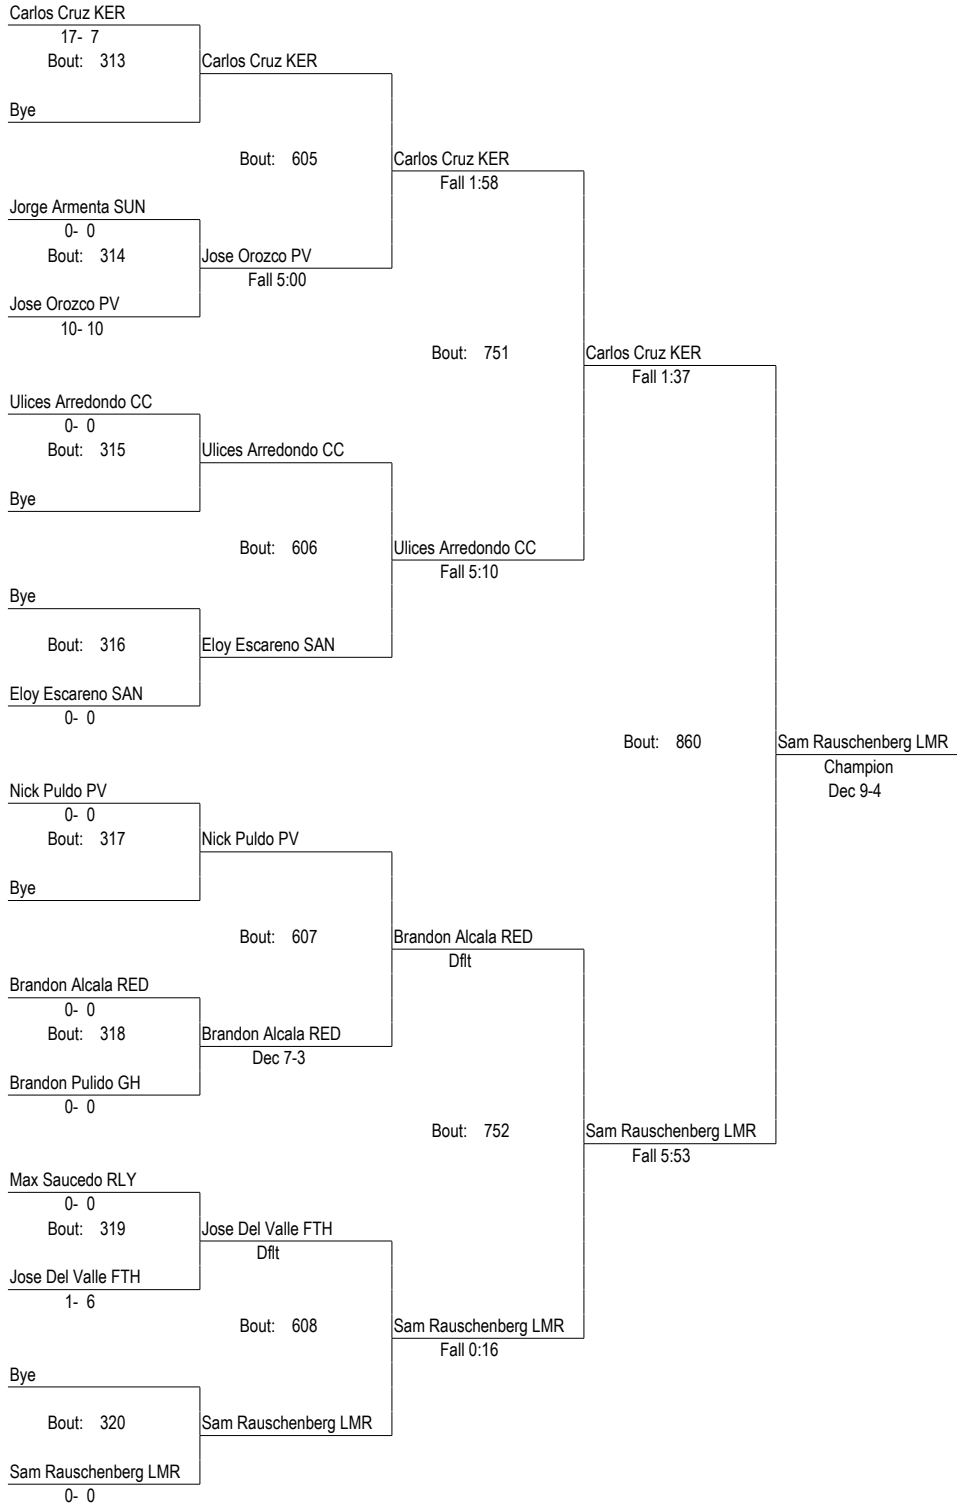 Carlos Cruz KER
17- 7
Bout: 313
Carlos Cruz KER
Bye
Bout: 605
Carlos Cruz KER
Fall 1:58
Jorge Armenta SUN
0- 0
Bout: 314
Jose Orozco PV
Fall 5:00
Jose Orozco PV
10- 10
Bout: 751
Carlos Cruz KER
Fall 1:37
Ulices Arredondo CC
0- 0
Bout: 315
Ulices Arredondo CC
Bye
Bout: 606
Ulices Arredondo CC
Fall 5:10
Bye
Bout: 316
Eloy Escareno SAN
Eloy Escareno SAN
0- 0
Bout: 860
Sam Rauschenberg LMR
Champion
Dec 9-4
Nick Puldo PV
0- 0
Bout: 317
Nick Puldo PV
Bye
Bout: 607
Brandon Alcala RED
Dflt
Brandon Alcala RED
0- 0
Bout: 318
Brandon Alcala RED
Dec 7-3
Brandon Pulido GH
0- 0
Bout: 752
Sam Rauschenberg LMR
Fall 5:53
Max Saucedo RLY
0- 0
Bout: 319
Jose Del Valle FTH
Dflt
Jose Del Valle FTH
1- 6
Bout: 608
Sam Rauschenberg LMR
Fall 0:16
Bye
Bout: 320
Sam Rauschenberg LMR
Sam Rauschenberg LMR
0- 0